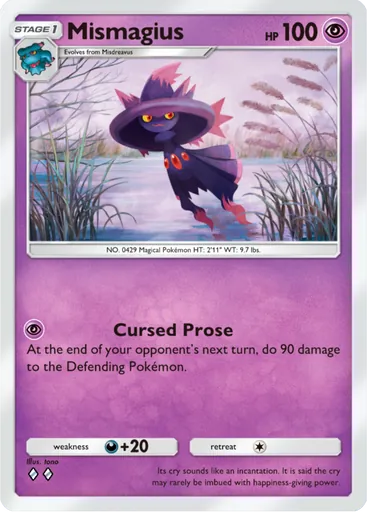 STAGE 1
Mismagius
HP 100
Evolves from Misdreavus
NO. 0429 Magical Pokémon HT: 2'11" WT: 9.7 lbs.
Cursed Prose
At the end of your opponent's next turn, do 90 damage
to the Defending Pokémon.
weakness +20
retreat
Illus. Iono
Its cry sounds like an incantation. It is said the cry
may rarely be imbued with happiness-giving power.